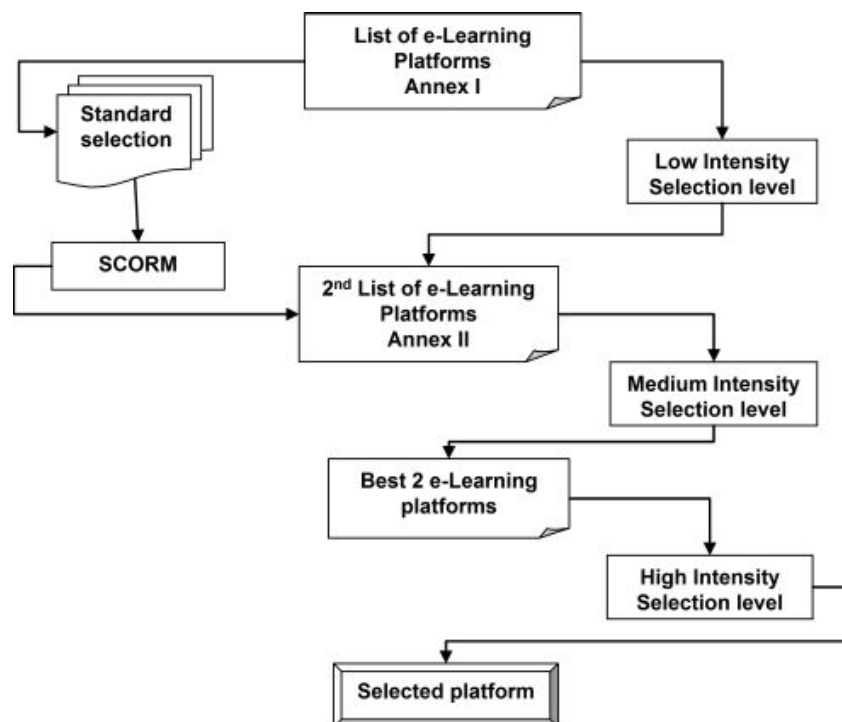 List of e-Learning
Platforms
Annex I
Standard
selection
Low Intensity
Selection level
SCORM
2nd List of e-Learning
Platforms
Annex II
Medium Intensity
Selection level
Best 2 e-Learning
platforms
High Intensity
Selection level
Selected platform